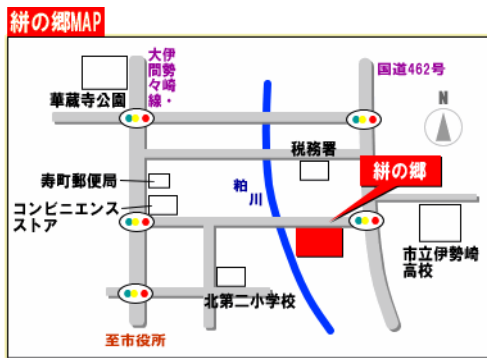 絣の郷MAP
伊勢崎・
大間々線
国道462号
華蔵寺公園
N
税務署
絣の郷
寿町郵便局
粕川
コンビニエンス
ストア
市立伊勢崎
高校
北第二小学校
至市役所